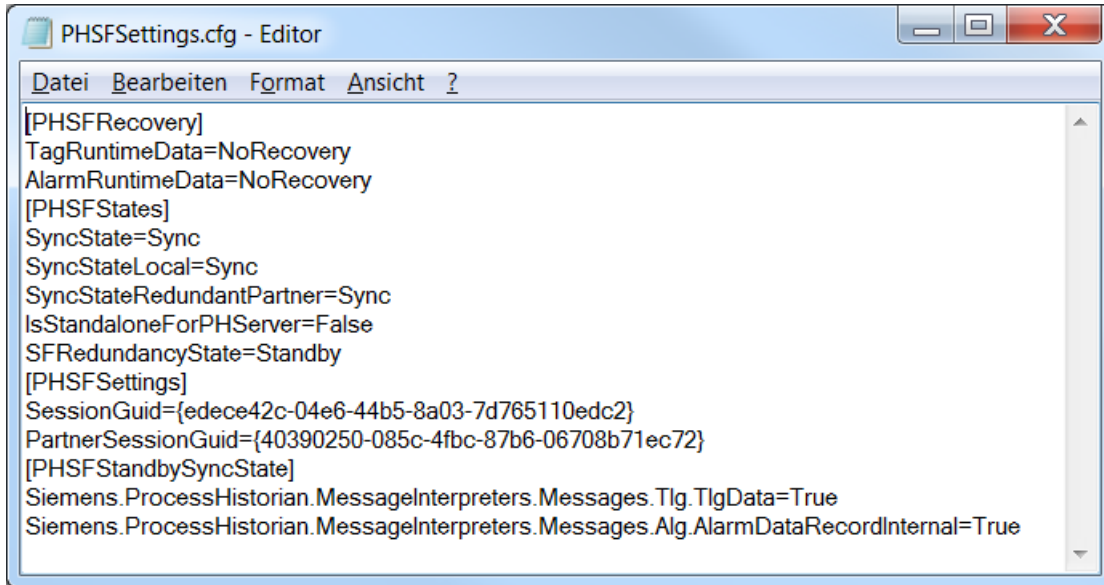 PHSFSettings.cfg - Editor
Datei Bearbeiten Format Ansicht ?
[PHSFRecovery]
TagRuntimeData=NoRecovery
AlarmRuntimeData=NoRecovery
[PHSFStates]
SyncState=Sync
SyncStateLocal=Sync
SyncStateRedundantPartner=Sync
IsStandaloneForPHServer=False
SFRedundancyState=Standby
[PHSFSettings]
SessionGuid={edece42c-04e6-44b5-8a03-7d765110edc2}
PartnerSessionGuid={40390250-085c-4fbc-87b6-06708b71ec72}
[PHSFStandbySyncState]
Siemens.ProcessHistorian.MessageInterpreters.Messages.Tlg.TlgData=True
Siemens.ProcessHistorian.MessageInterpreters.Messages.Alg.AlarmDataRecordInternal=True